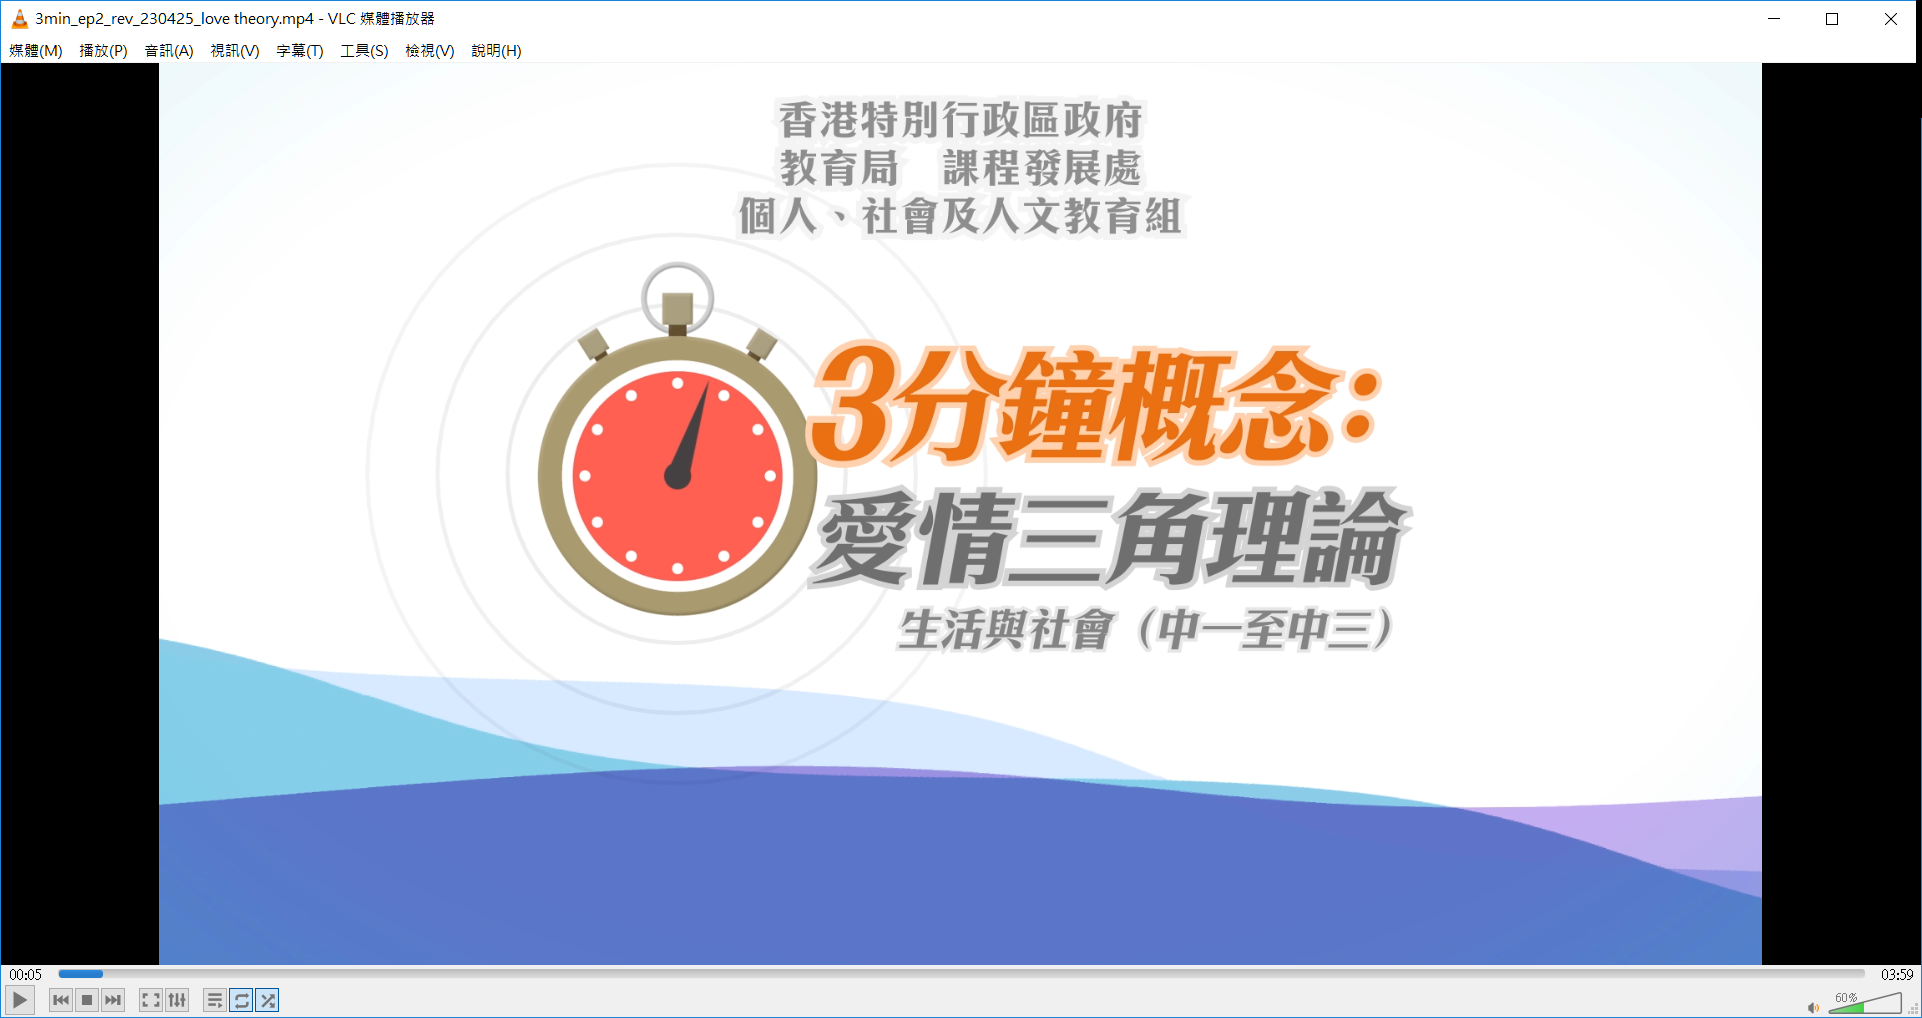 3min_ep2_rev_230425_love theory.mp4 - VLC 媒體播放器
媒體(M) 播放(P) 音訊(A) 視訊(V) 字幕(T) 工具(S) 檢視(V) 說明(H)
香港特別行政區政府
教育局 課程發展處
個人、社會及人文教育組
3分鐘概念:
愛情三角理論
生活與社會（中一至中三）
00:05 03:59
60%